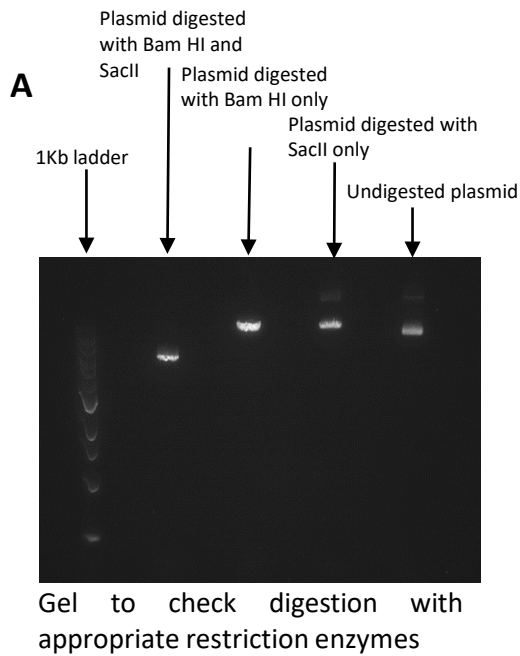 Plasmid digested
with Bam HI and
SacII
A
Plasmid digested
with Bam HI only
Plasmid digested with
SacII only
1Kb ladder
Undigested plasmid
Gel to check digestion with
appropriate restriction enzymes